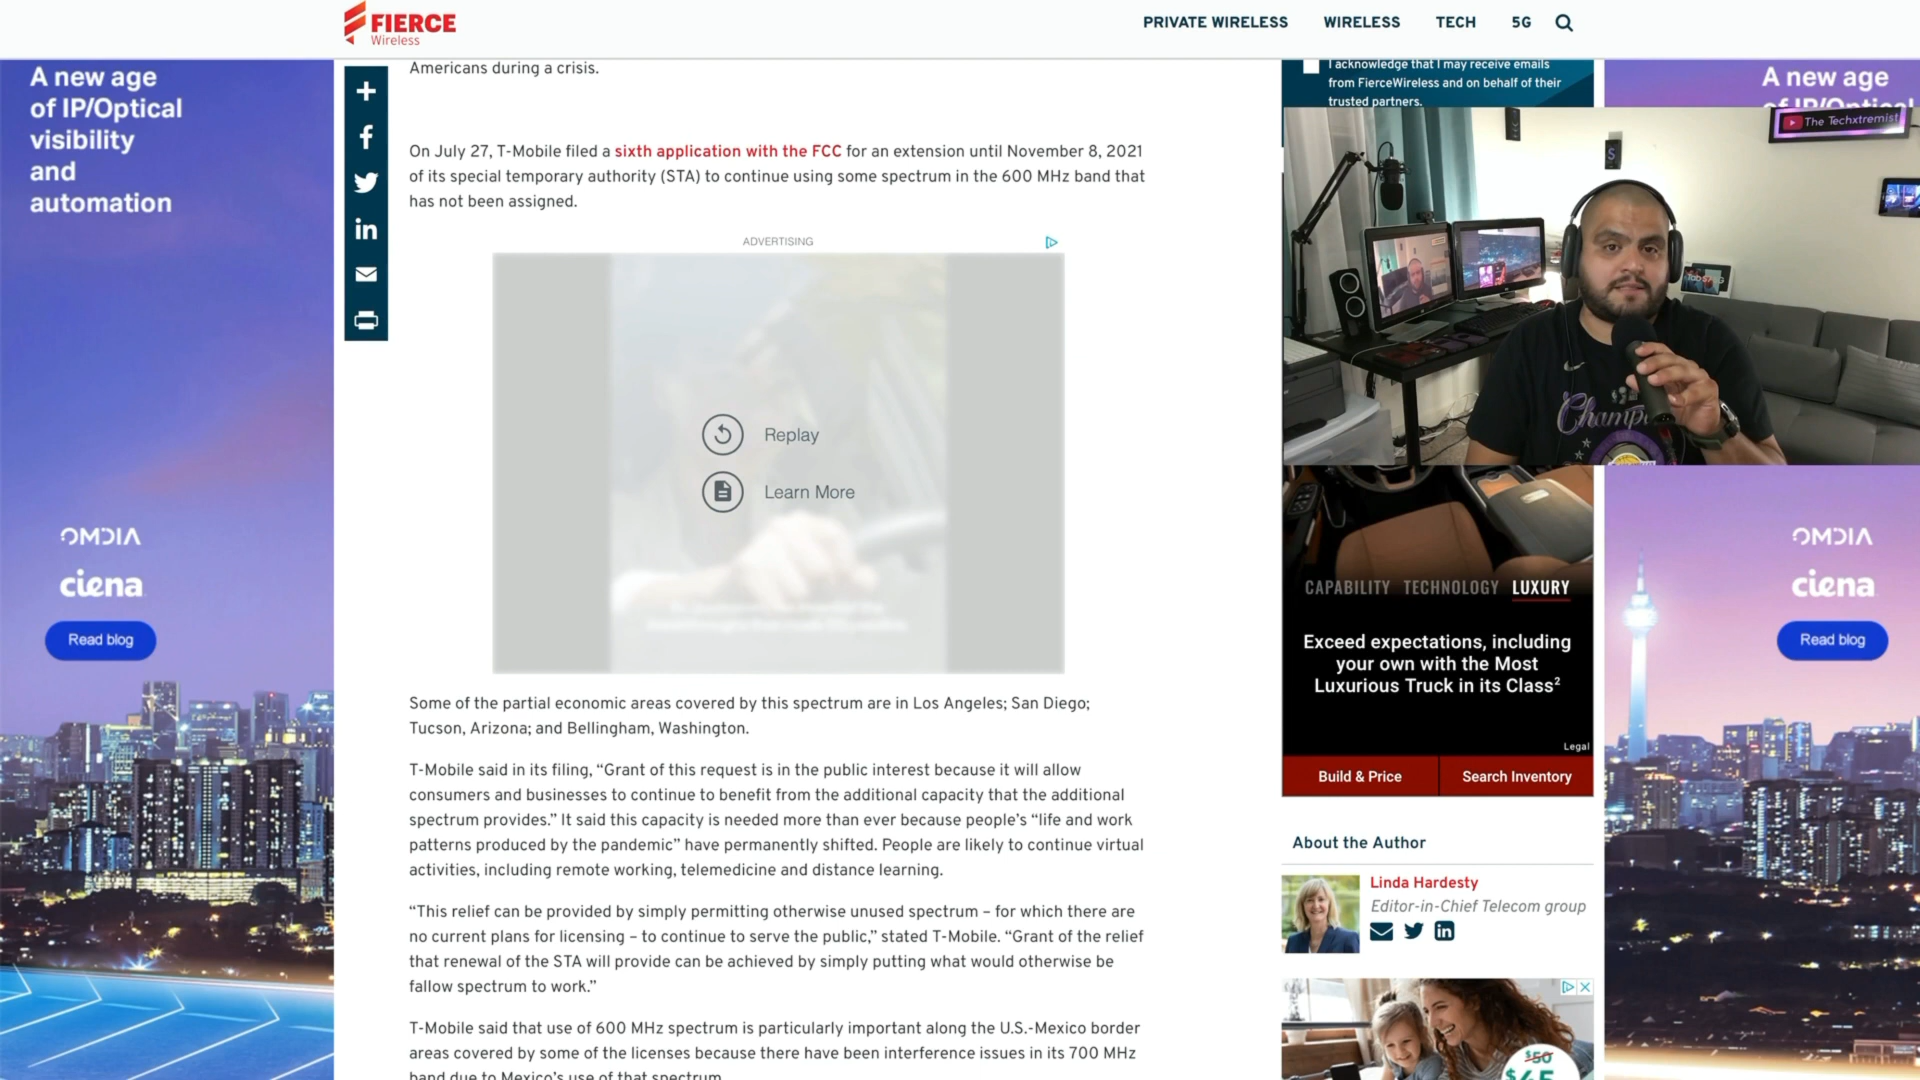 FIERCE
Wireless
PRIVATE WIRELESS
WIRELESS
TECH
5G
A new age
of IP/Optical
visibility
and
automation
OMDIA
ciena
Read blog
Americans during a crisis.
On July 27, T-Mobile filed a sixth application with the FCC for an extension until November 8, 2021
of its special temporary authority (STA) to continue using some spectrum in the 600 MHz band that
has not been assigned.
ADVERTISING
Replay
Learn More
Some of the partial economic areas covered by this spectrum are in Los Angeles; San Diego;
Tucson, Arizona; and Bellingham, Washington.
T-Mobile said in its filing, “Grant of this request is in the public interest because it will allow
consumers and businesses to continue to benefit from the additional capacity that the additional
spectrum provides.” It said this capacity is needed more than ever because people’s “life and work
patterns produced by the pandemic” have permanently shifted. People are likely to continue virtual
activities, including remote working, telemedicine and distance learning.
“This relief can be provided by simply permitting otherwise unused spectrum – for which there are
no current plans for licensing – to continue to serve the public,” stated T-Mobile. “Grant of the relief
that renewal of the STA will provide can be achieved by simply putting what would otherwise be
fallow spectrum to work.”
T-Mobile said that use of 600 MHz spectrum is particularly important along the U.S.-Mexico border
areas covered by some of the licenses because there have been interference issues in its 700 MHz
band due to Mexico’s use of that spectrum.
I acknowledge that I may receive emails
from FierceWireless and on behalf of their
trusted partners.
The Techxtremist
Champ
CAPABILITY TECHNOLOGY LUXURY
Exceed expectations, including
your own with the Most
Luxurious Truck in its Class²
Legal
Build & Price
Search Inventory
About the Author
Linda Hardesty
Editor-in-Chief Telecom group
$50
$45
A new age
of IP/Optical
OMDIA
ciena
Read blog